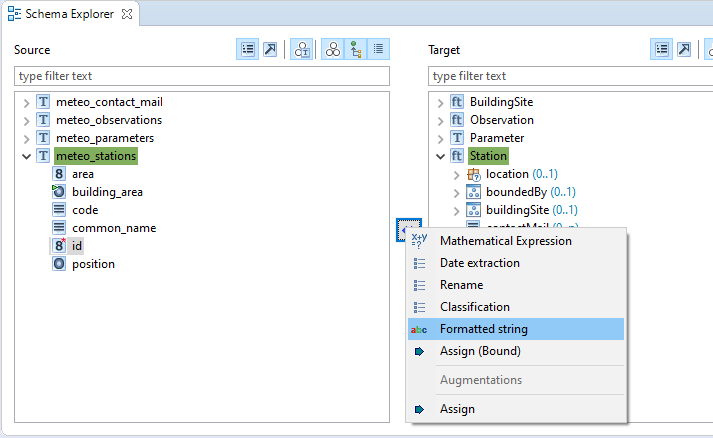 Schema Explorer
Source
Target
type filter text
type filter text
meteo_contact_mail
meteo_observations
meteo_parameters
meteo_stations
area
building_area
code
common_name
id
position
BuildingSite
Observation
Parameter
Station
location (0..1)
boundedBy (0..1)
buildingSite (0..1)
Mathematical Expression
Date extraction
Rename
Classification
Formatted string
Assign (Bound)
Augmentations
Assign